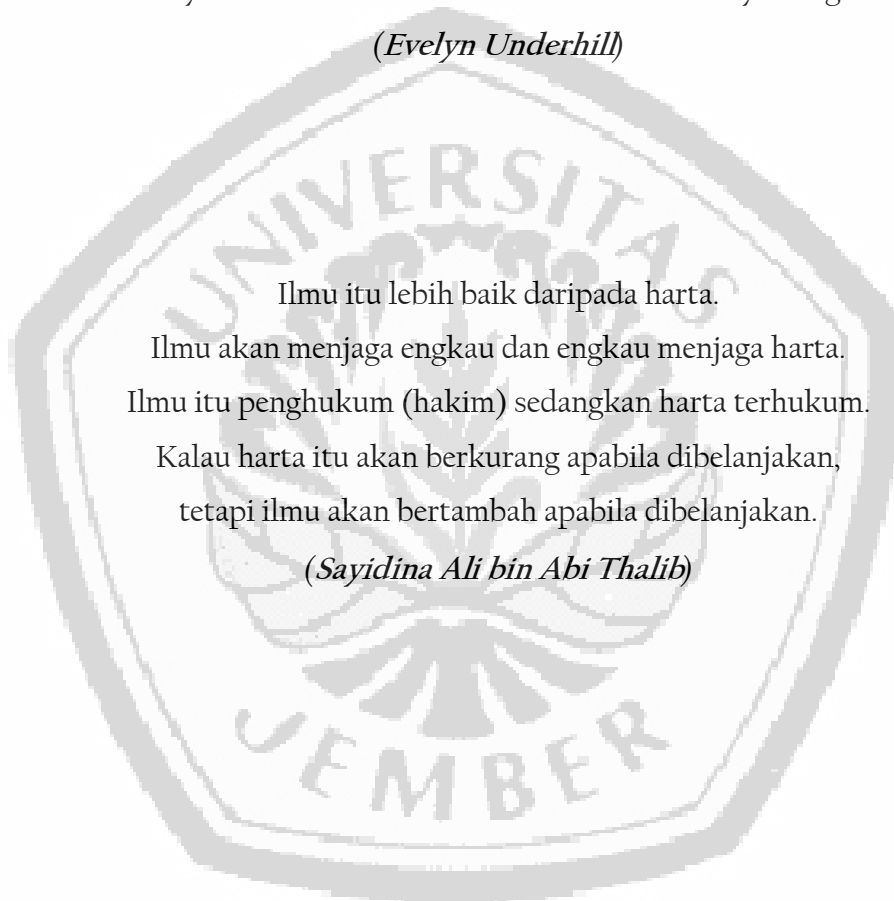 (Evelyn Underhill)
UNIVERSITAS
Ilmu itu lebih baik daripada harta.
Ilmu akan menjaga engkau dan engkau menjaga harta.
Ilmu itu penghukum (hakim) sedangkan harta terhukum.
Kalau harta itu akan berkurang apabila dibelanjakan,
tetapi ilmu akan bertambah apabila dibelanjakan.
(Sayidina Ali bin Abi Thalib)
JEMBER